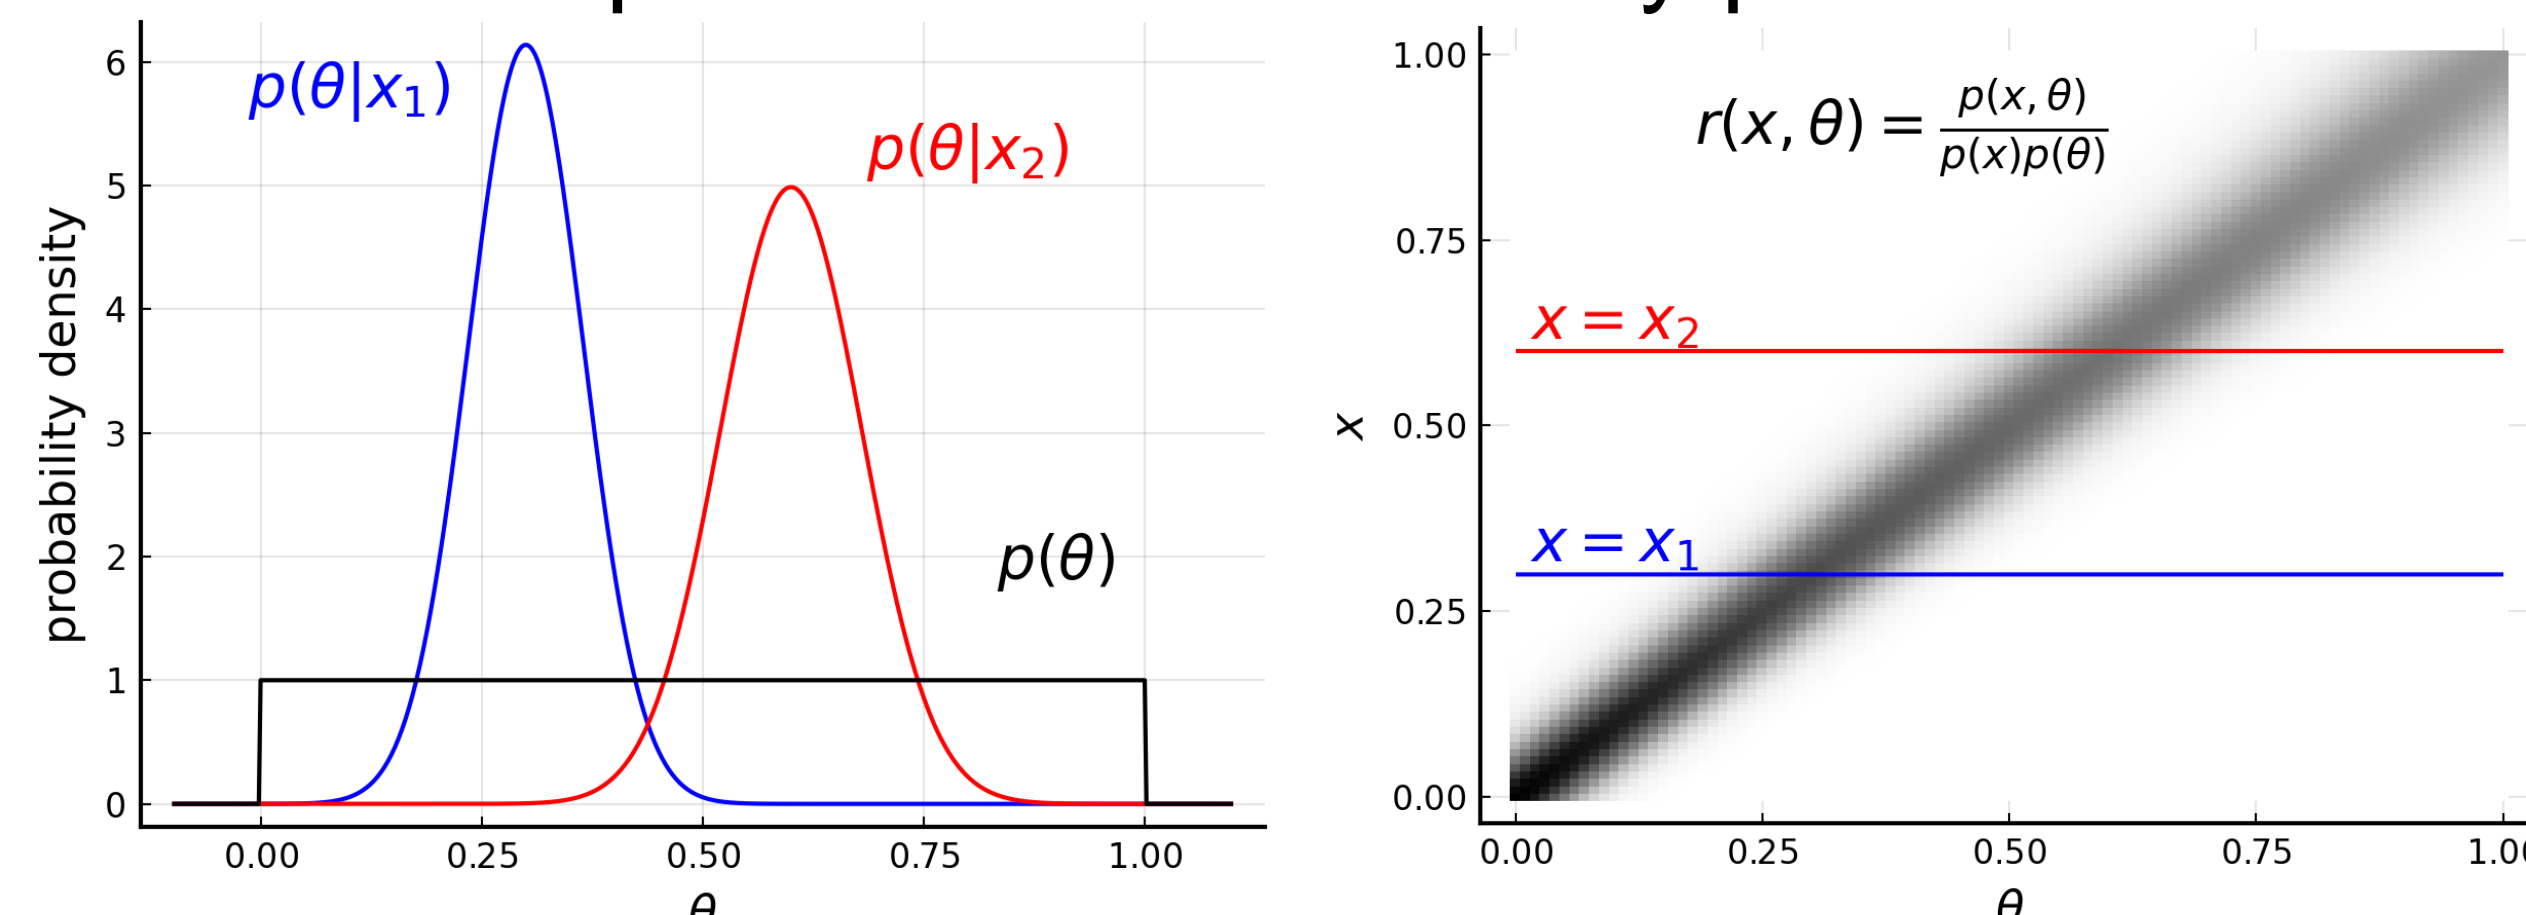 p(θ|x₁)
p(θ|x₂)
p(θ)
probability density
6
5
4
3
2
1
0
0.00 0.25 0.50 0.75 1.00
θ
r(x, θ) = p(x, θ) / p(x)p(θ)
x = x₂
x = x₁
x
1.00
0.75
0.50
0.25
0.00
0.00 0.25 0.50 0.75
θ